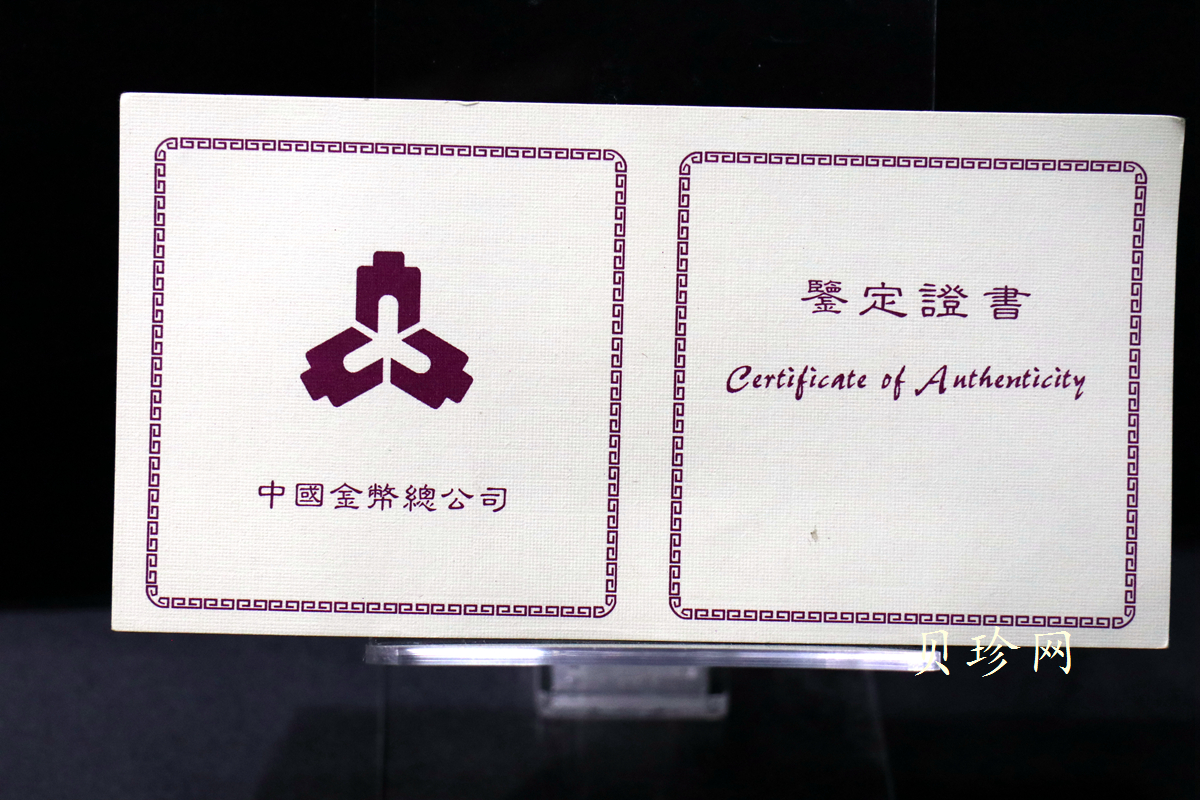 中國金幣總公司
鑒定證書
Certificate of Authenticity
贝珍网